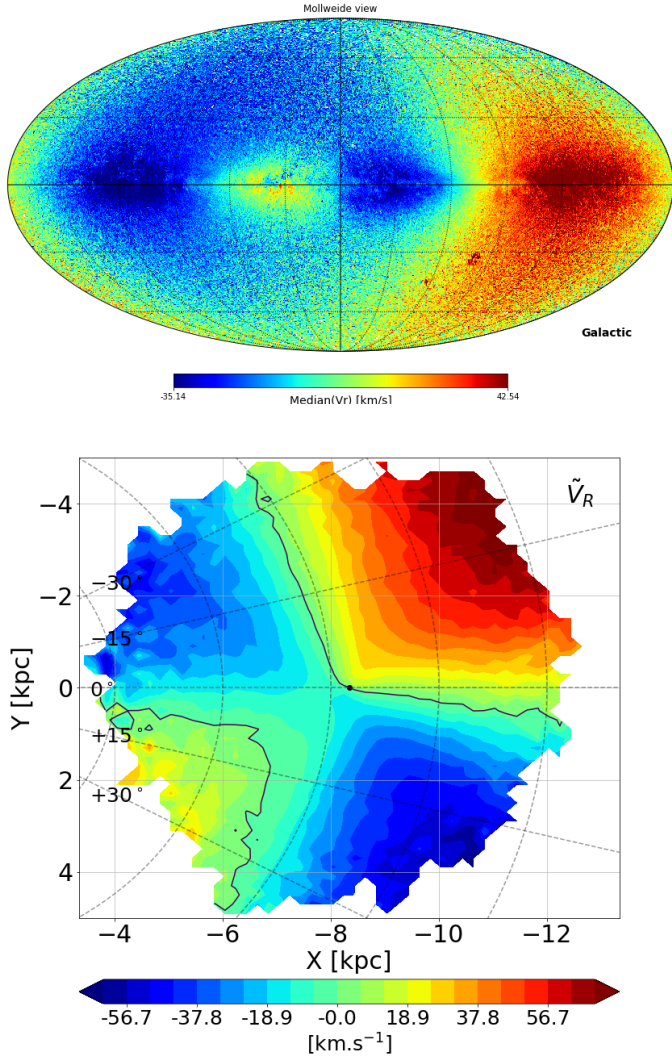 Mollweide view
Galactic
-35.14 42.54
Median(Vr) [km/s]
Ṽ_R
−4
−2
0
2
4
Y [kpc]
−30°
−15°
0°
+15°
+30°
−4 −6 −8 −10 −12
X [kpc]
-56.7 -37.8 -18.9 -0.0 18.9 37.8 56.7
[km.s⁻¹]